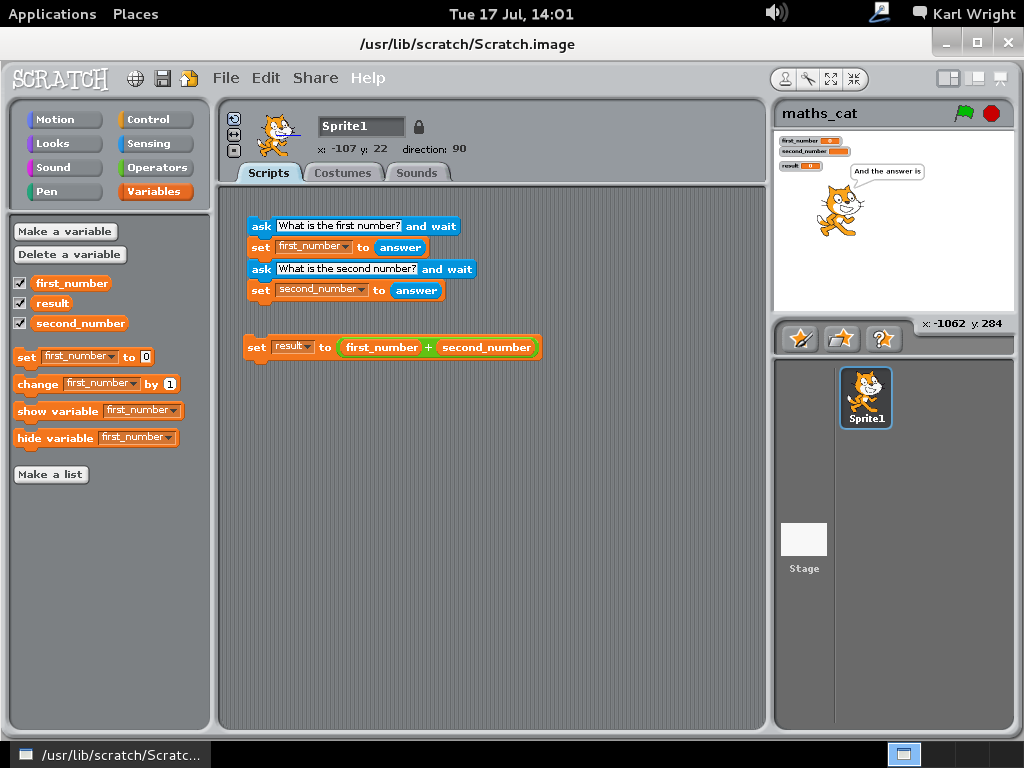 Applications Places Tue 17 Jul, 14:01 Karl Wright
/usr/lib/scratch/Scratch.image
SCRATCH File Edit Share Help
Motion Control
Looks Sensing
Sound Operators
Pen Variables
Make a variable
Delete a variable
first_number
result
second_number
set first_number to 0
change first_number by 1
show variable first_number
hide variable first_number
Make a list
Sprite1
x: -107 y: 22 direction: 90
Scripts Costumes Sounds
ask What is the first number? and wait
set first_number to answer
ask What is the second number? and wait
set second_number to answer
set result to first_number + second_number
maths_cat
first_number 0
second_number
result 0
And the answer is
x: -1062 y: 284
Sprite1
Stage
/usr/lib/scratch/Scratc...